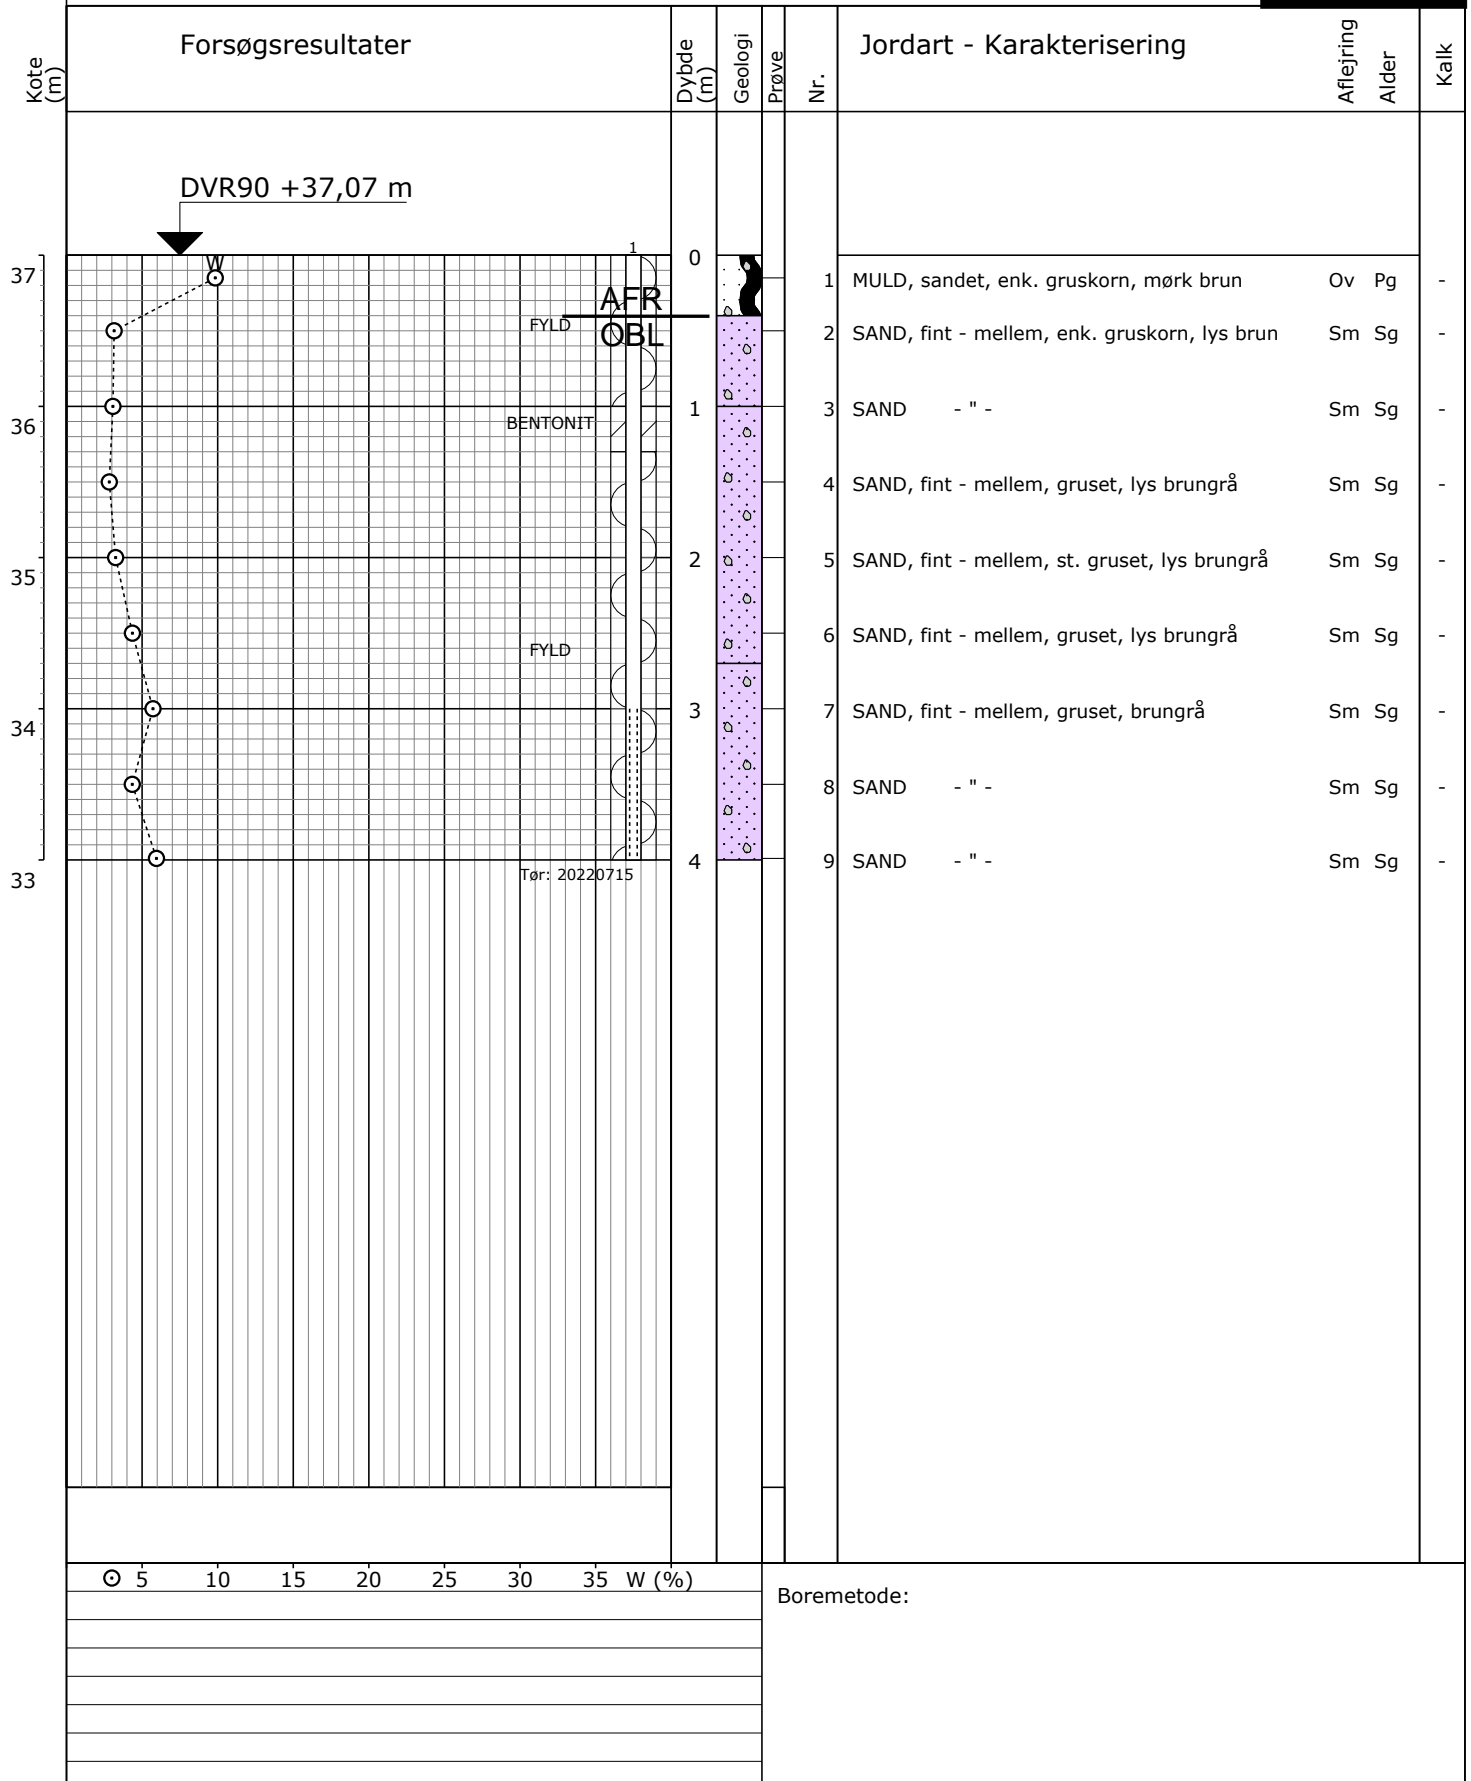 Kote (m)
Forsøgsresultater
Dybde (m)
Geologi
Prøve
Nr.
Jordart - Karakterisering
Aflejring
Alder
Kalk
DVR90 +37,07 m
W
1
0
37
1 MULD, sandet, enk. gruskorn, mørk brun Ov Pg -
AFR
FYLD
OBL
2 SAND, fint - mellem, enk. gruskorn, lys brun Sm Sg -
36
BENTONIT
1
3 SAND - " - Sm Sg -
4 SAND, fint - mellem, gruset, lys brungrå Sm Sg -
35
2
5 SAND, fint - mellem, st. gruset, lys brungrå Sm Sg -
FYLD
6 SAND, fint - mellem, gruset, lys brungrå Sm Sg -
34
3
7 SAND, fint - mellem, gruset, brungrå Sm Sg -
8 SAND - " - Sm Sg -
33
4
9 SAND - " - Sm Sg -
Tør: 20220715
5 10 15 20 25 30 35 W (%)
Boremetode: